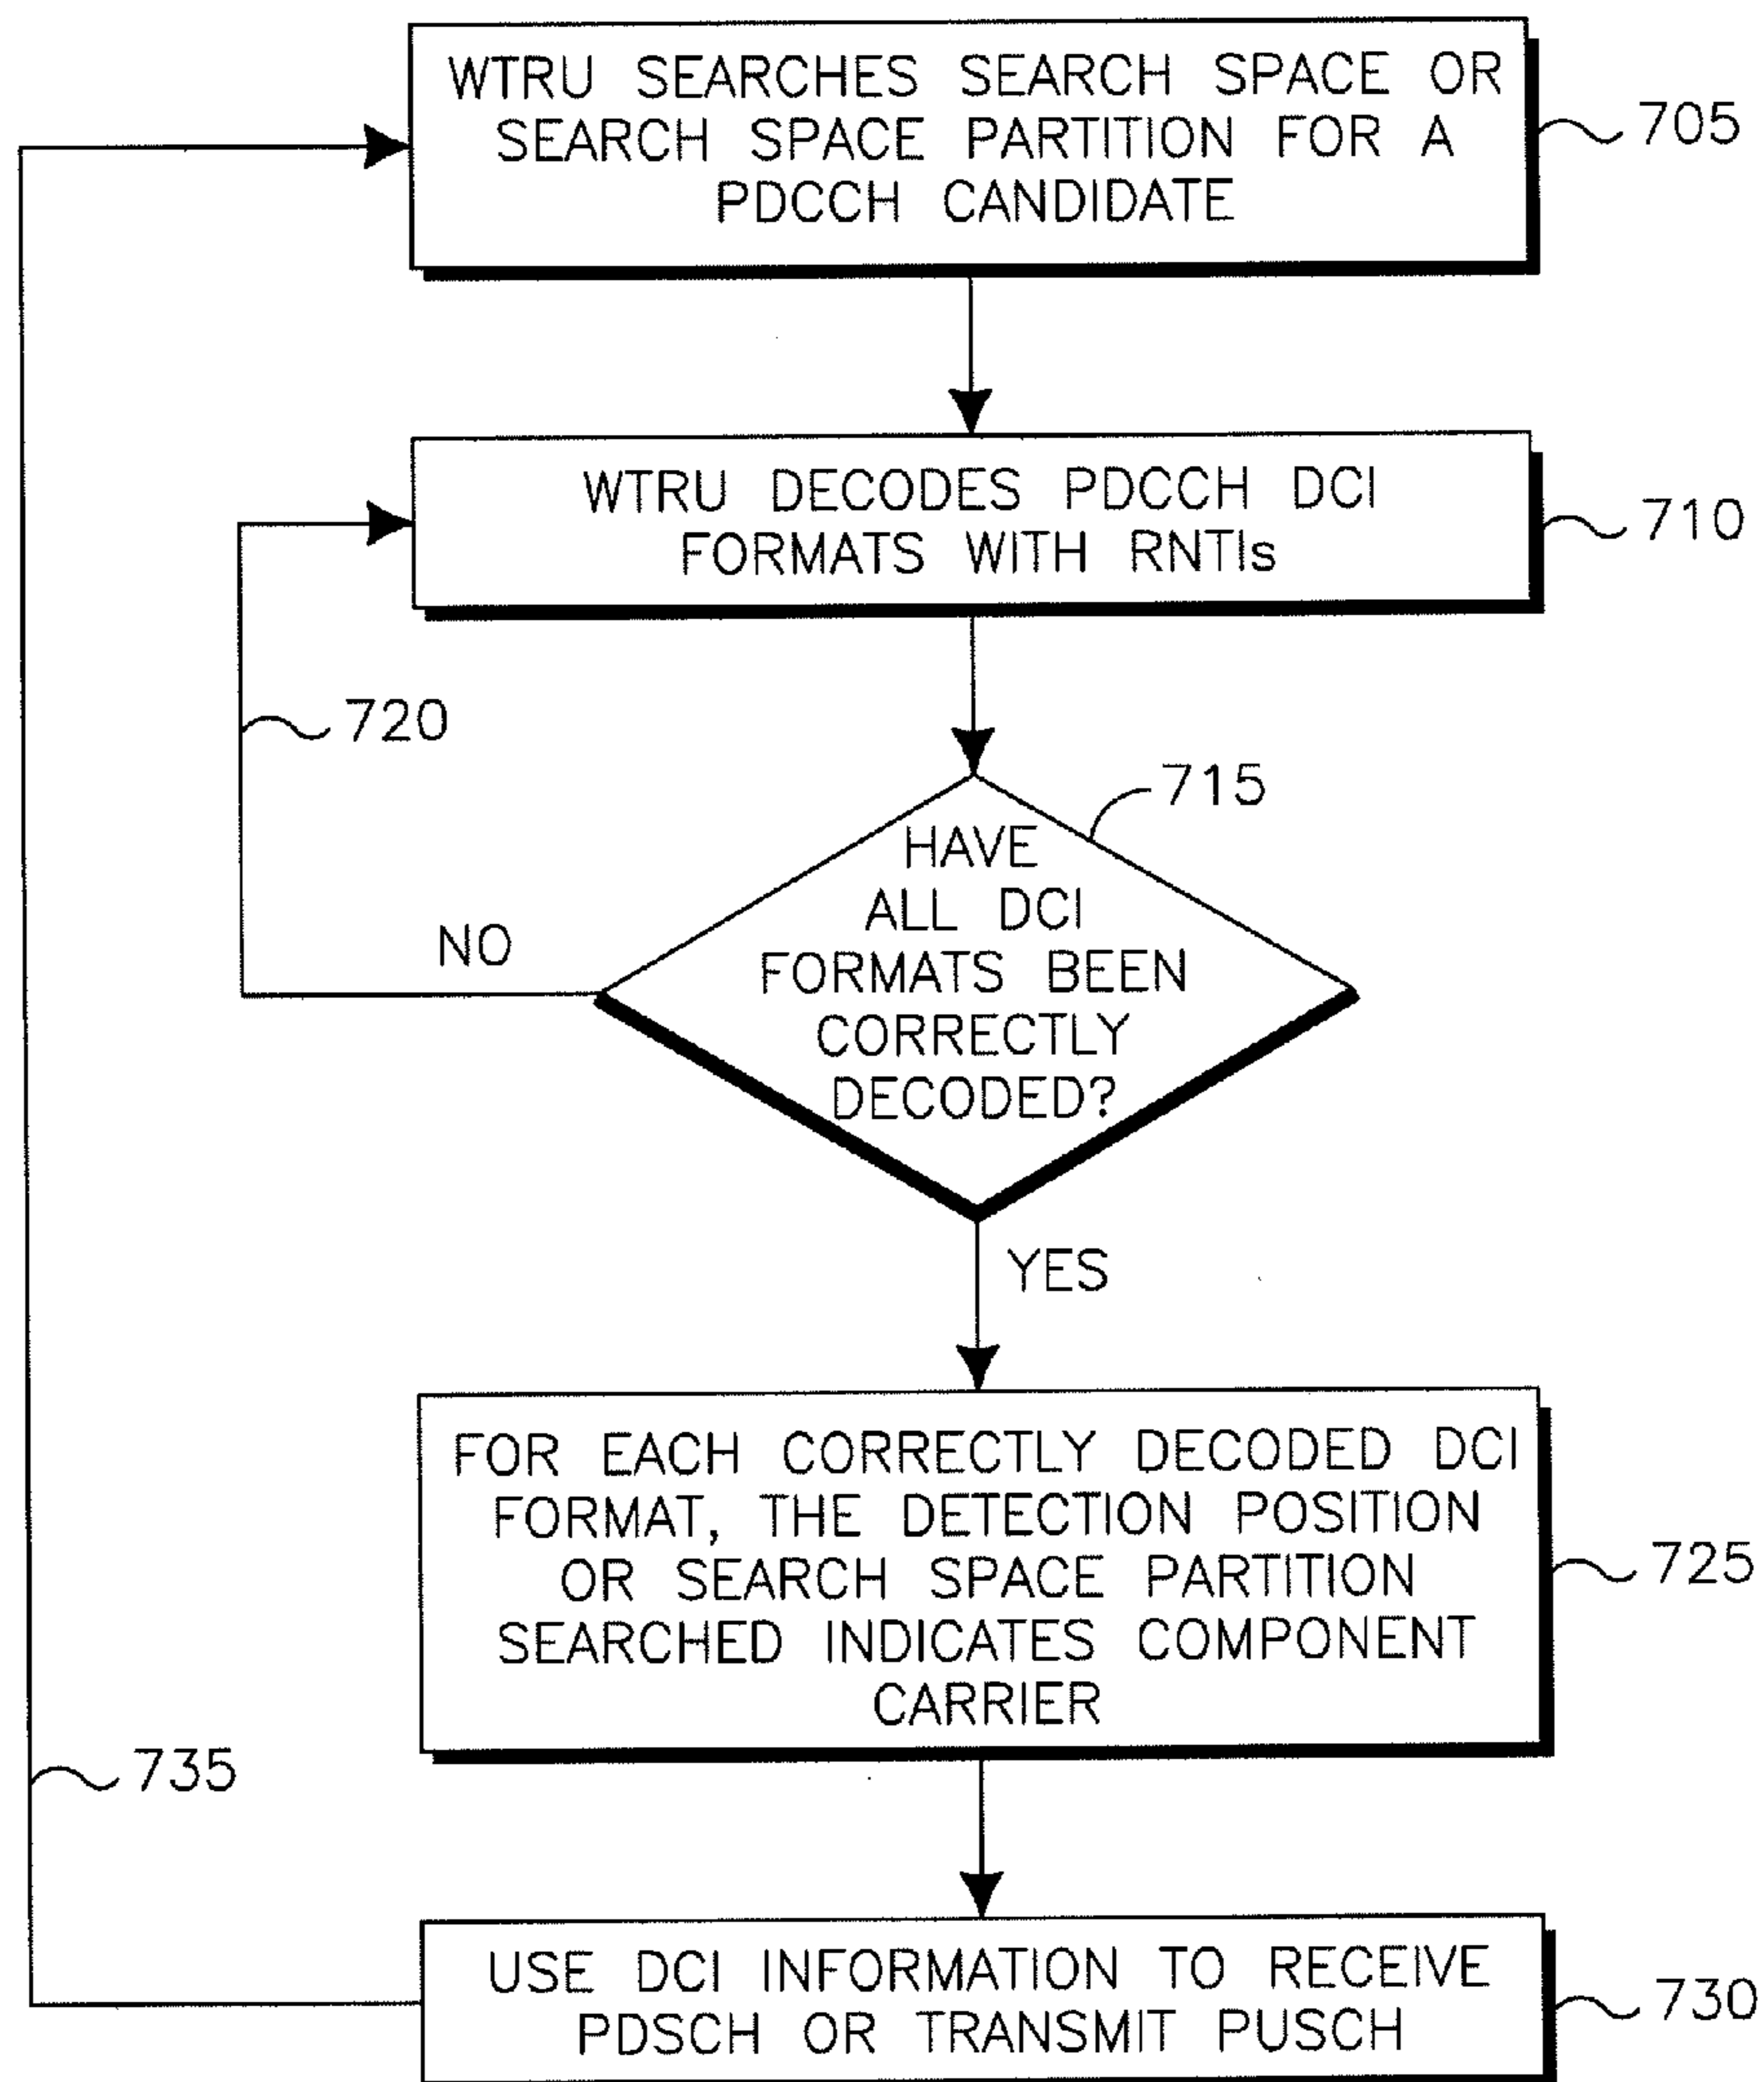 WTRU SEARCHES SEARCH SPACE OR
SEARCH SPACE PARTITION FOR A
PDCCH CANDIDATE
705
WTRU DECODES PDCCH DCI
FORMATS WITH RNTIs
710
720
715
HAVE
ALL DCI
FORMATS BEEN
CORRECTLY
DECODED?
NO
YES
FOR EACH CORRECTLY DECODED DCI
FORMAT, THE DETECTION POSITION
OR SEARCH SPACE PARTITION
SEARCHED INDICATES COMPONENT
CARRIER
725
735
USE DCI INFORMATION TO RECEIVE
PDSCH OR TRANSMIT PUSCH
730